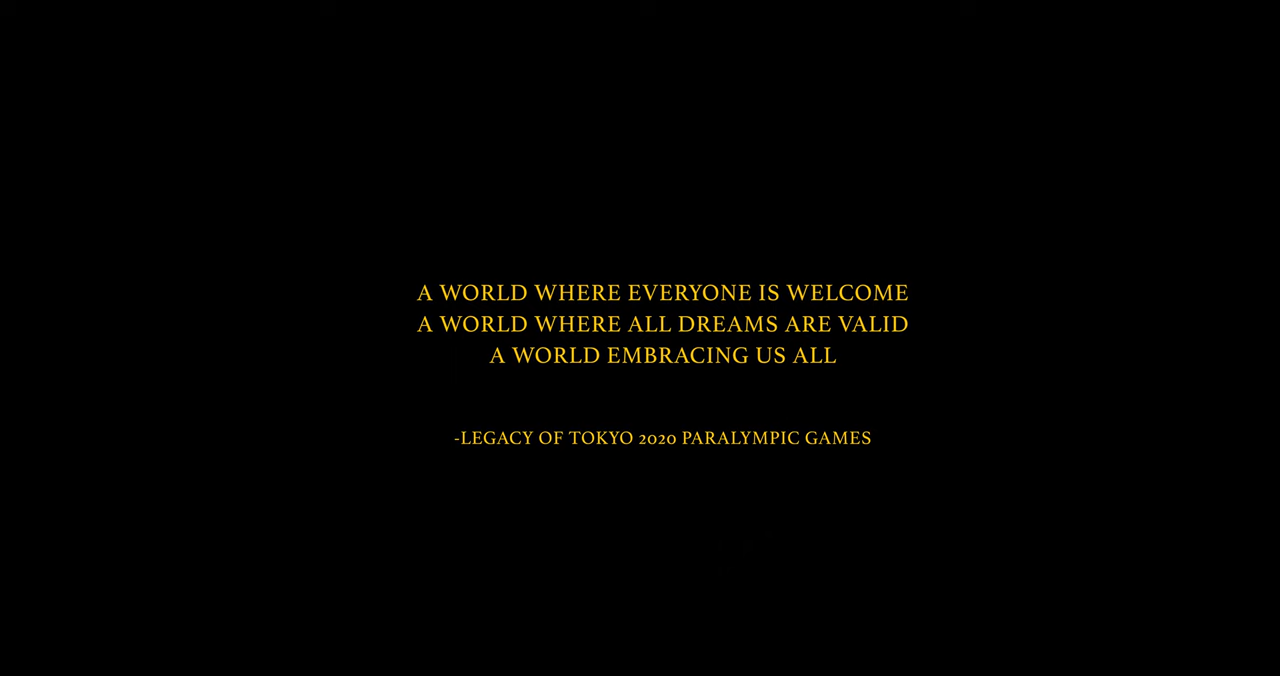 A WORLD WHERE EVERYONE IS WELCOME
A WORLD WHERE ALL DREAMS ARE VALID
A WORLD EMBRACING US ALL
-LEGACY OF TOKYO 2020 PARALYMPIC GAMES